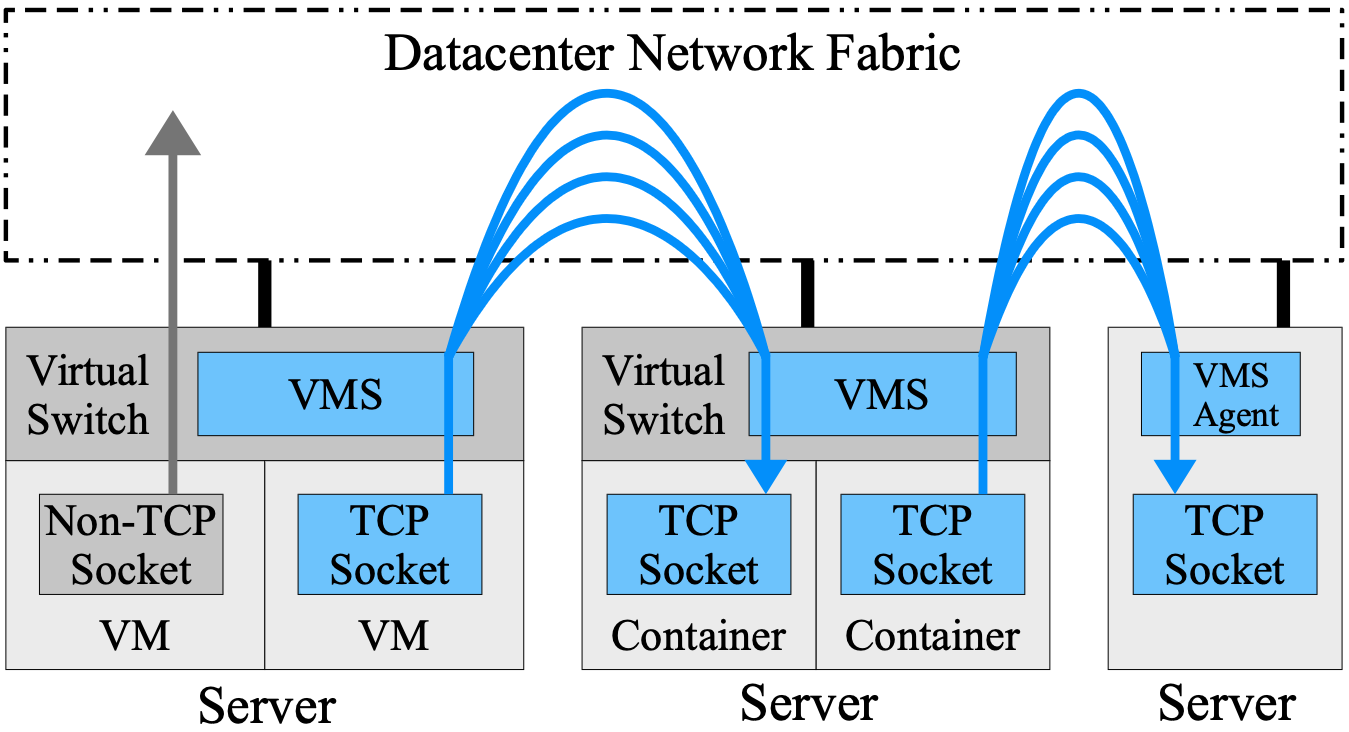 Datacenter Network Fabric
Virtual
Switch
VMS
Non-TCP
Socket
VM
TCP
Socket
VM
Server
Virtual
Switch
VMS
TCP
Socket
Container
TCP
Socket
Container
Server
VMS
Agent
TCP
Socket
Server